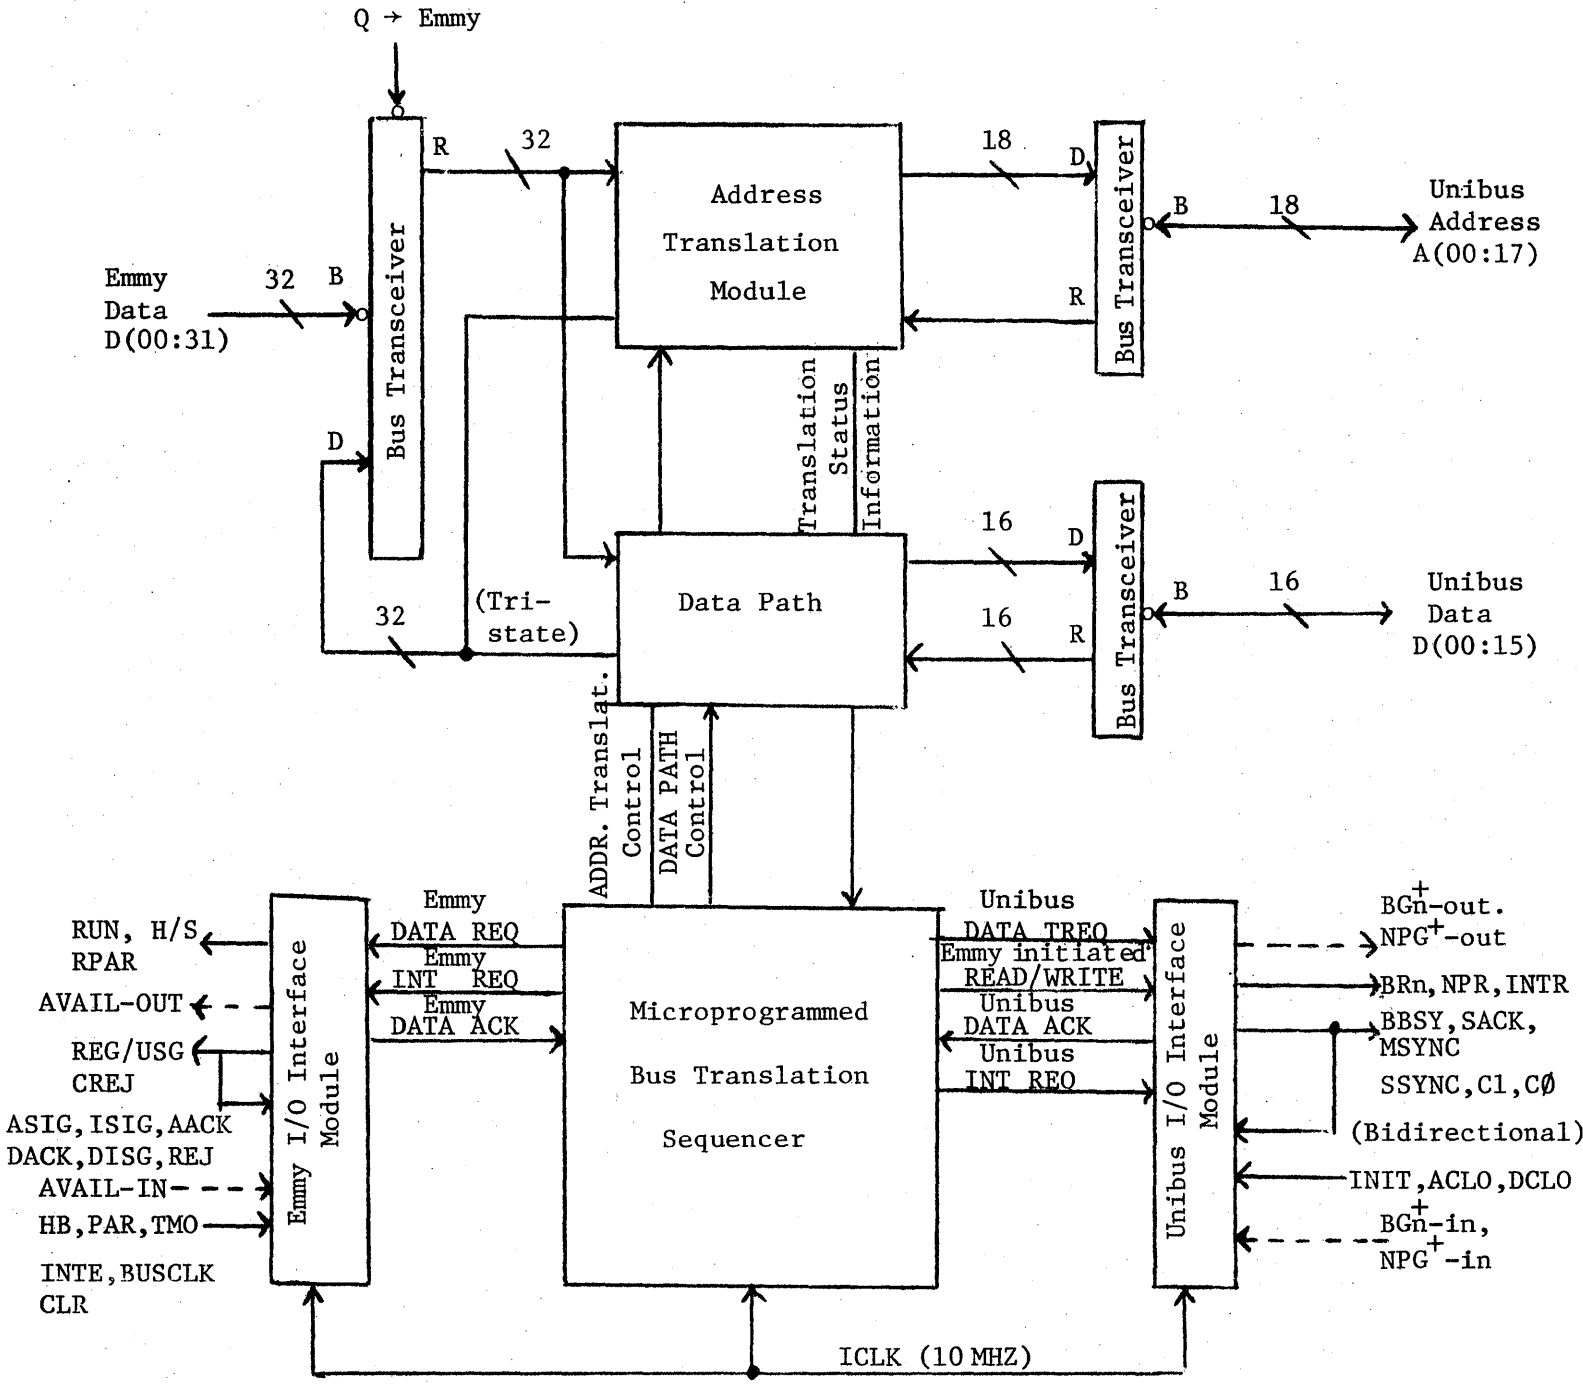 Q → Emmy
R
32
Address
Translation
Module
18
D
Bus Transceiver
B
18
Unibus
Address
A(00:17)
R
Emmy
Data
D(00:31)
32
B
Bus Transceiver
D
Translation
Status
Information
32
(Tri-
state)
Data Path
16
D
16
R
Bus Transceiver
B
16
Unibus
Data
D(00:15)
ADDR. Translat.
Control
DATA PATH
Control
RUN, H/S
RPAR
AVAIL-OUT
REG/USG
CREJ
ASIG,ISIG,AACK
DACK,DISG,REJ
AVAIL-IN
HB,PAR,TMO
INTE,BUSCLK
CLR
Emmy I/O Interface
Module
Emmy
DATA REQ
Emmy
INT REQ
Emmy
DATA ACK
Microprogrammed
Bus Translation
Sequencer
Unibus
DATA TREQ
Emmy initiated
READ/WRITE
Unibus
DATA ACK
Unibus
INT REQ
Unibus I/O Interface
Module
BGn+-out.
NPG+-out
BRn,NPR,INTR
BBSY,SACK,
MSYNC
SSYNC,C1,CØ
(Bidirectional)
INIT,ACLO,DCLO
BGn+-in,
NPG+-in
ICLK (10 MHZ)